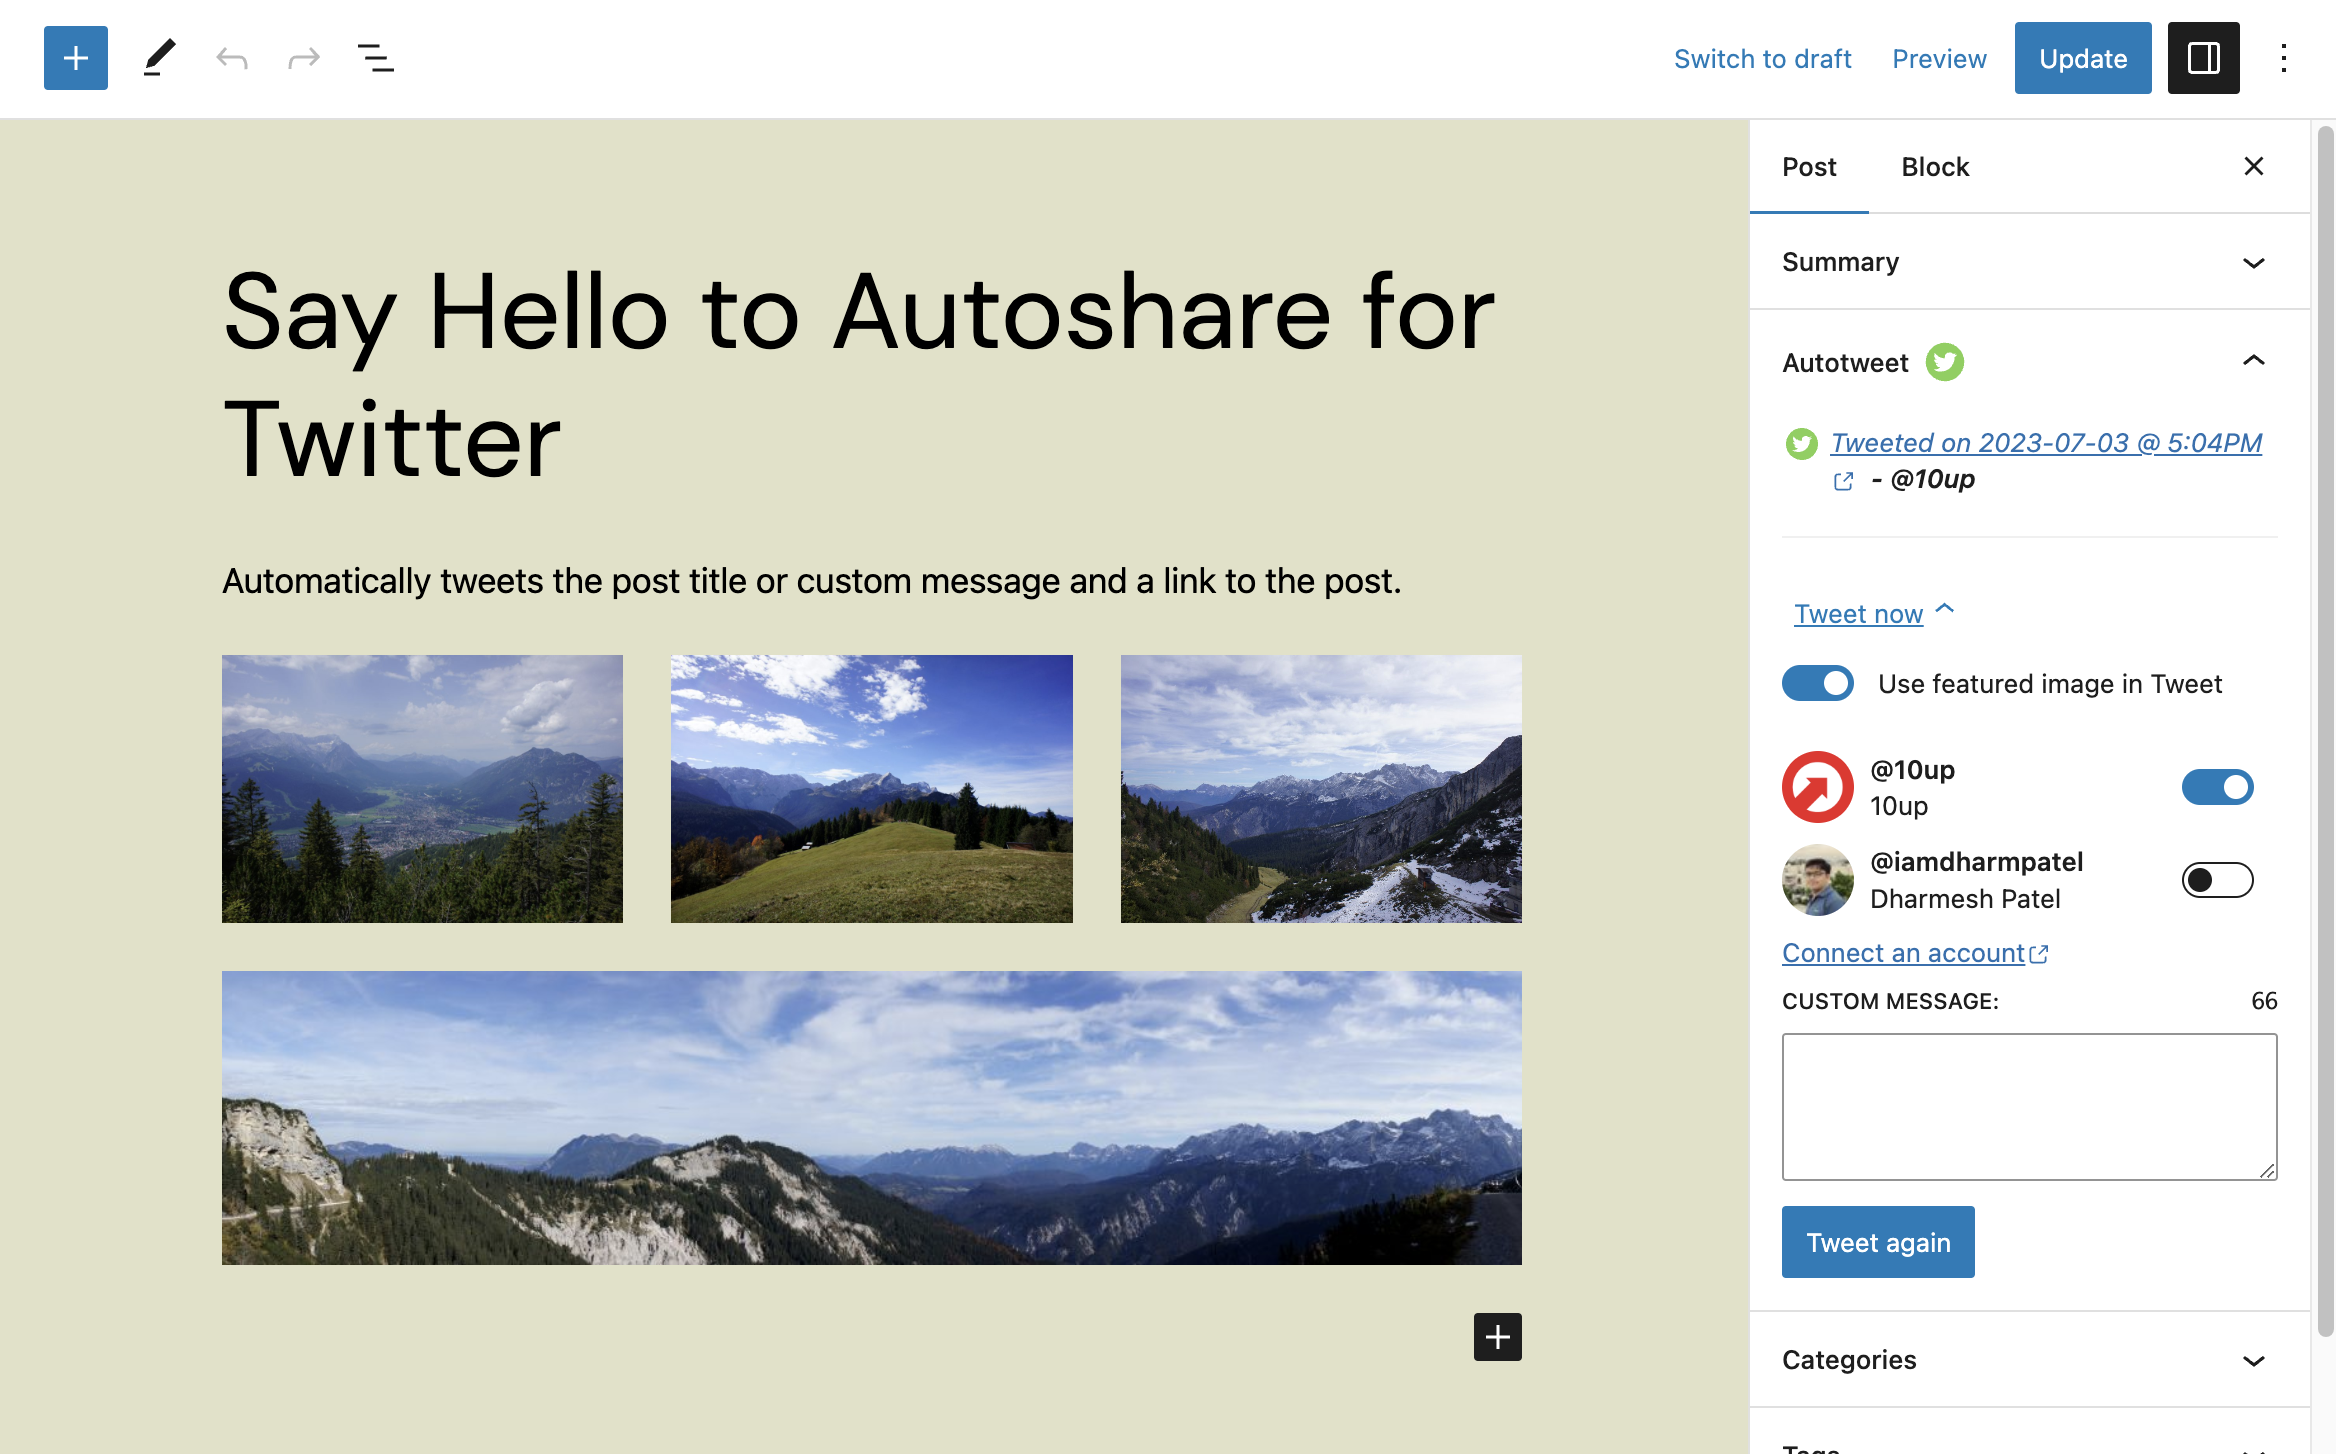 Switch to draft Preview Update
Say Hello to Autoshare for
Twitter
Automatically tweets the post title or custom message and a link to the post.
Post Block
Summary
Autotweet
Tweeted on 2023-07-03 @ 5:04PM
- @10up
Tweet now
Use featured image in Tweet
@10up
10up
@iamdharmpatel
Dharmesh Patel
Connect an account
CUSTOM MESSAGE: 66
Tweet again
Categories
Tags